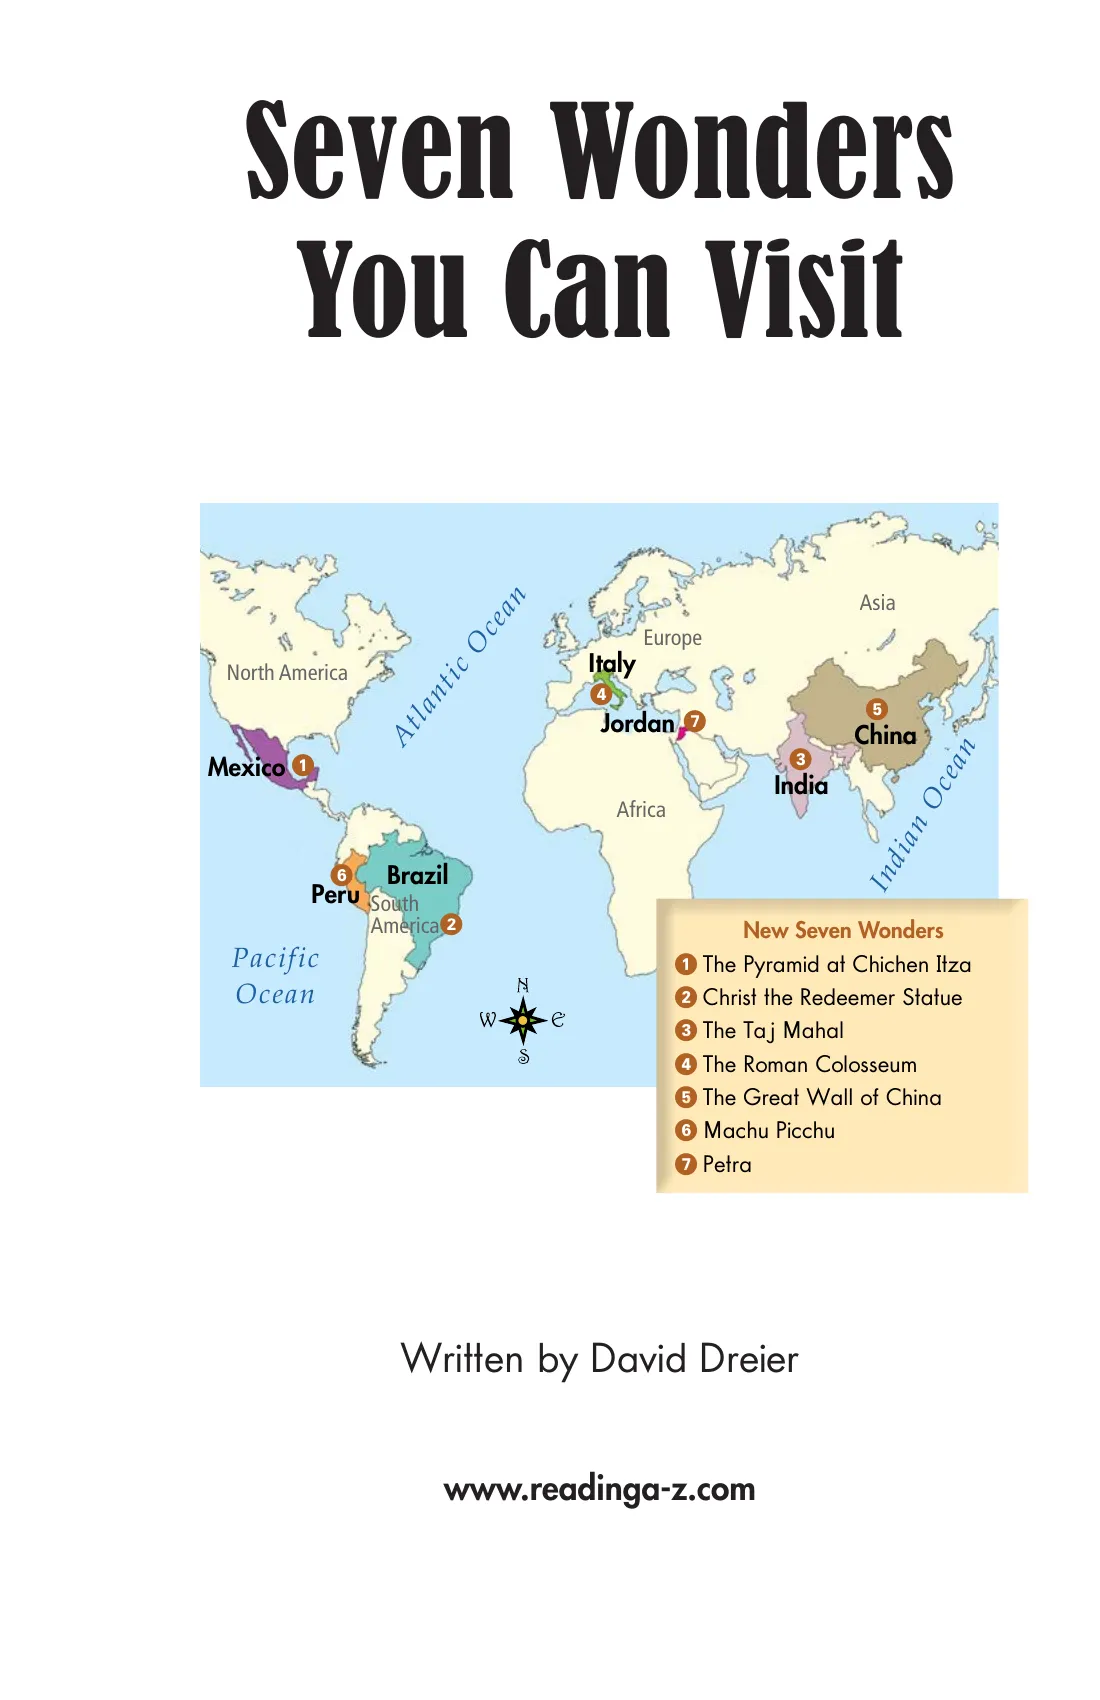 Seven Wonders
You Can Visit
Asia
Europe
Atlantic Ocean
North America
Italy
4
Jordan
7
5
China
Mexico
1
3
India
Indian Ocean
Africa
6
Peru
Brazil
South
America
2
Pacific
Ocean
N
W
E
S
New Seven Wonders
1 The Pyramid at Chichen Itza
2 Christ the Redeemer Statue
3 The Taj Mahal
4 The Roman Colosseum
5 The Great Wall of China
6 Machu Picchu
7 Petra
Written by David Dreier
www.readinga-z.com